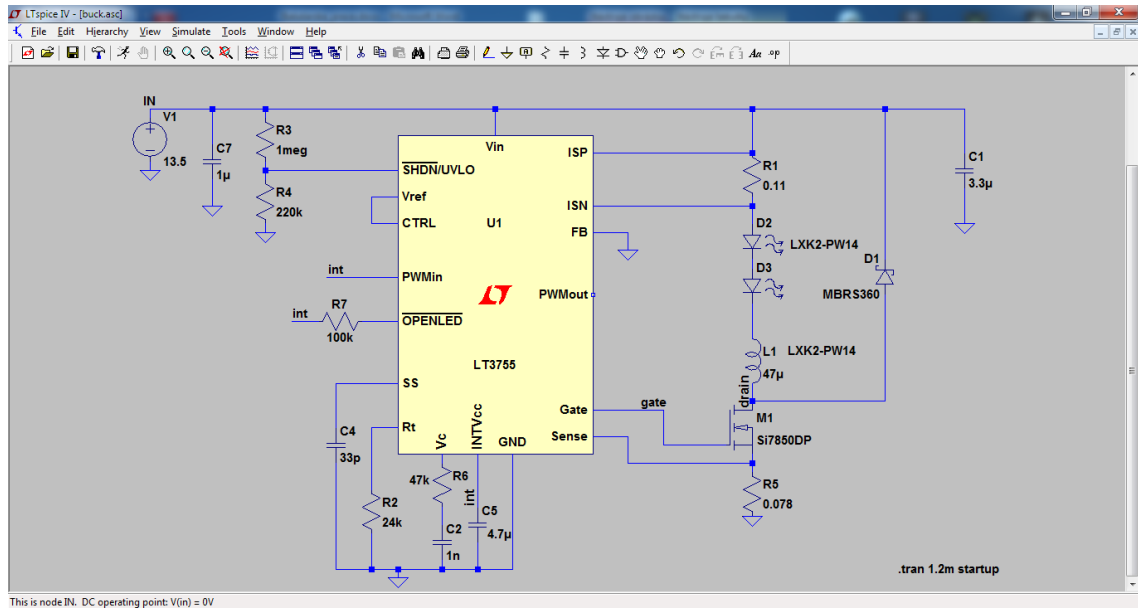 LTspice IV - [buck.asc]
File Edit Hierarchy View Simulate Tools Window Help
Aa .op
IN
V1
13.5
C7
1µ
R3
1meg
R4
220k
SHDN/UVLO
Vref
CTRL
PWMin
OPENLED
SS
Rt
Vc
INTVcc
GND
Vin
U1
LT3755
ISP
ISN
FB
PWMout
Gate
Sense
int
int
R7
100k
C4
33p
R2
24k
47k
R6
C2
1n
int
C5
4.7µ
R1
0.11
D2
LXK2-PW14
D3
L1
LXK2-PW14
47µ
drain
gate
M1
Si7850DP
R5
0.078
D1
MBRS360
C1
3.3µ
.tran 1.2m startup
This is node IN. DC operating point: V(in) = 0V